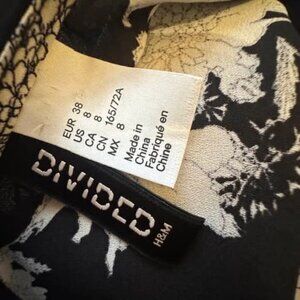 EUR 38
US 8
CA 8
CN 165/72A
MX 8
Made in
China
Fabriqué en
Chine
DIVIDED
H&M